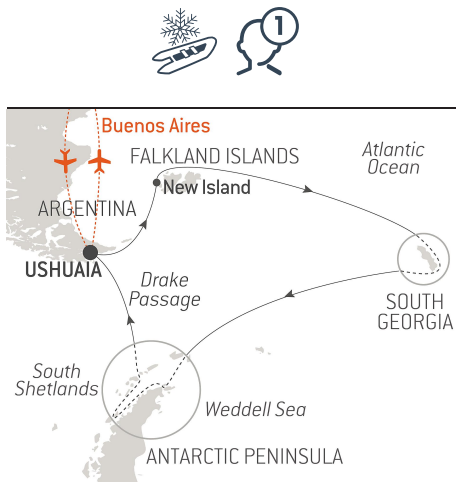 1
Buenos Aires
FALKLAND ISLANDS
Atlantic
Ocean
New Island
ARGENTINA
USHUAIA
Drake
Passage
SOUTH
GEORGIA
South
Shetlands
Weddell Sea
ANTARCTIC PENINSULA